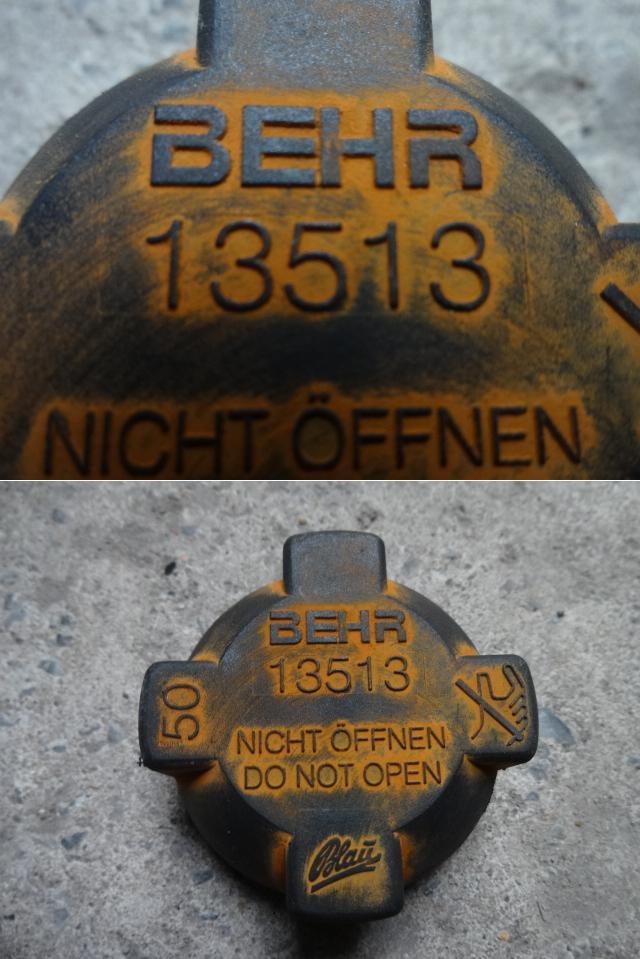 BEHR
13513
NICHT ÖFFNEN
BEHR
13513
50
NICHT ÖFFNEN
DO NOT OPEN
Blau